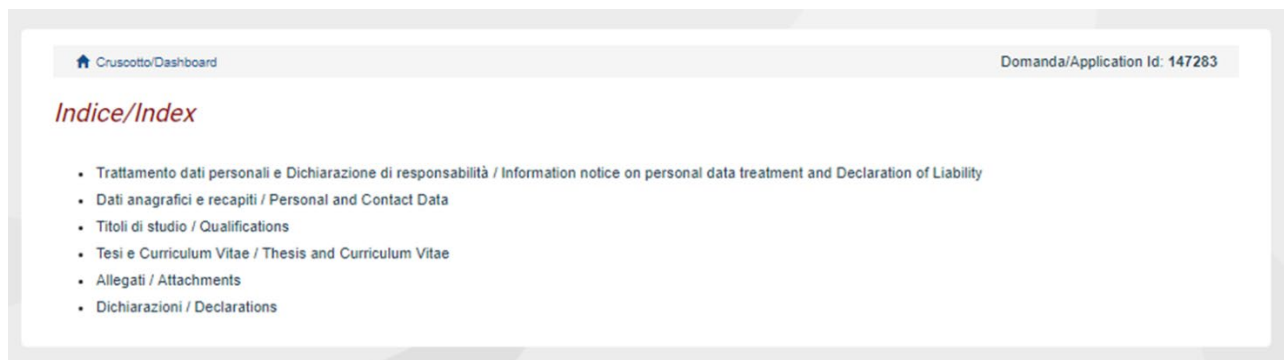 Cruscotto/Dashboard Domanda/Application Id: 147283
Indice/Index
Trattamento dati personali e Dichiarazione di responsabilità / Information notice on personal data treatment and Declaration of Liability
Dati anagrafici e recapiti / Personal and Contact Data
Titoli di studio / Qualifications
Tesi e Curriculum Vitae / Thesis and Curriculum Vitae
Allegati / Attachments
Dichiarazioni / Declarations